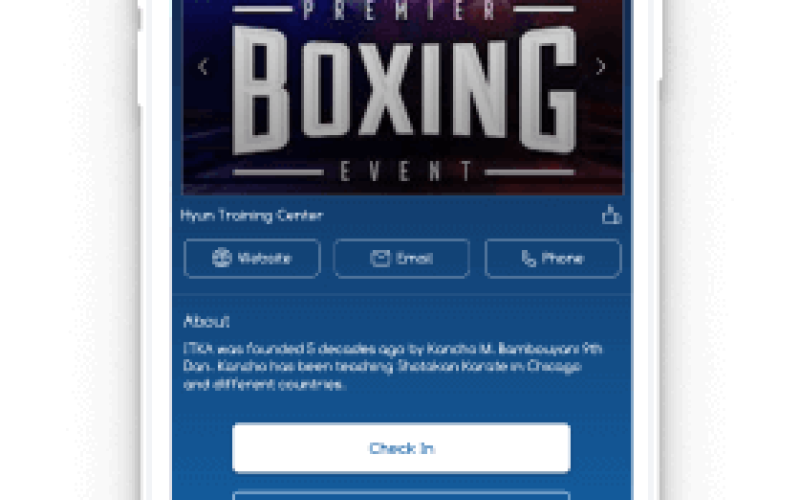 PREMIER
BOXING
EVENT
Hyun Training Center
Website Email Phone
About
ITKA was founded 5 decades ago by Kancho M. Bambouyani 9th
Dan. Kancho has been teaching Shotokan Karate in Chicago
and different countries.
Check In